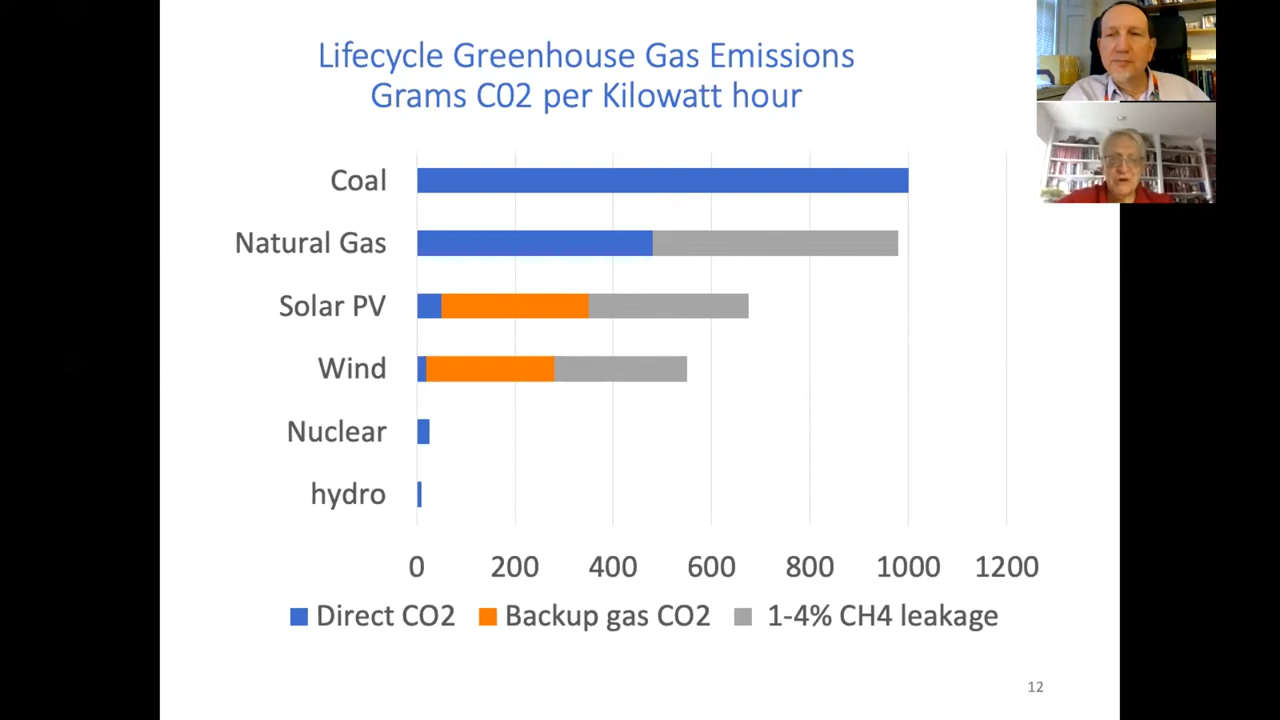 Lifecycle Greenhouse Gas Emissions
Grams C02 per Kilowatt hour
Coal
Natural Gas
Solar PV
Wind
Nuclear
hydro
0 200 400 600 800 1000 1200
Direct CO2 Backup gas CO2 1-4% CH4 leakage
12